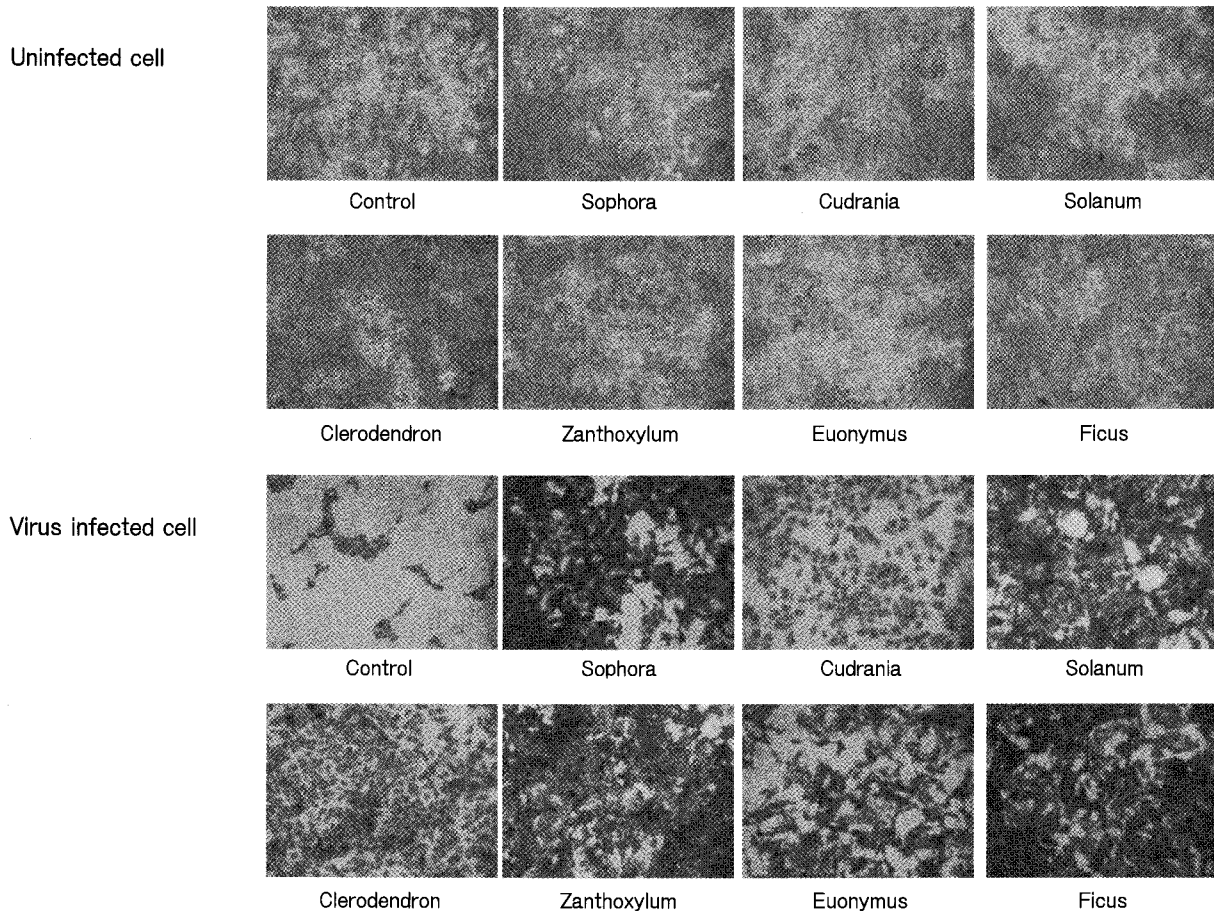 Uninfected cell
Control Sophora Cudrania Solanum
Clerodendron Zanthoxylum Euonymus Ficus
Virus infected cell
Control Sophora Cudrania Solanum
Clerodendron Zanthoxylum Euonymus Ficus